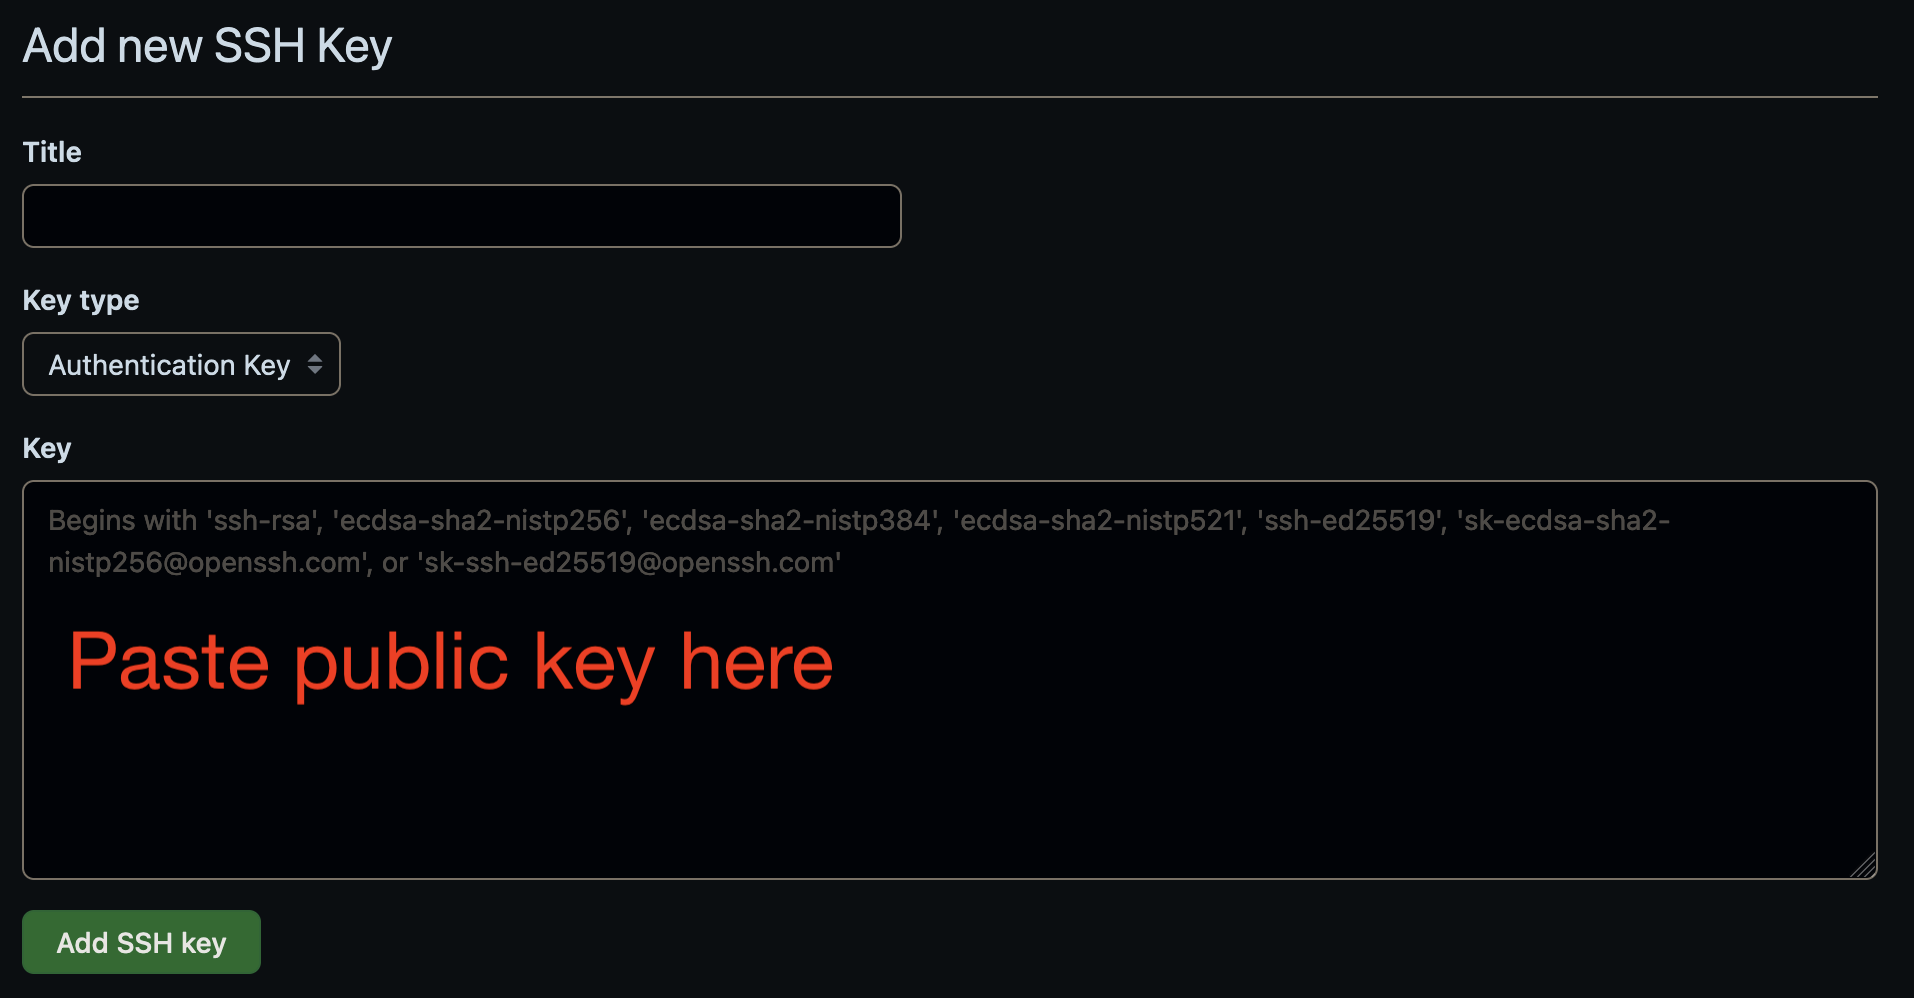 Add new SSH Key
Title
Key type
Authentication Key
Key
Begins with 'ssh-rsa', 'ecdsa-sha2-nistp256', 'ecdsa-sha2-nistp384', 'ecdsa-sha2-nistp521', 'ssh-ed25519', 'sk-ecdsa-sha2-
nistp256@openssh.com', or 'sk-ssh-ed25519@openssh.com'
Paste public key here
Add SSH key